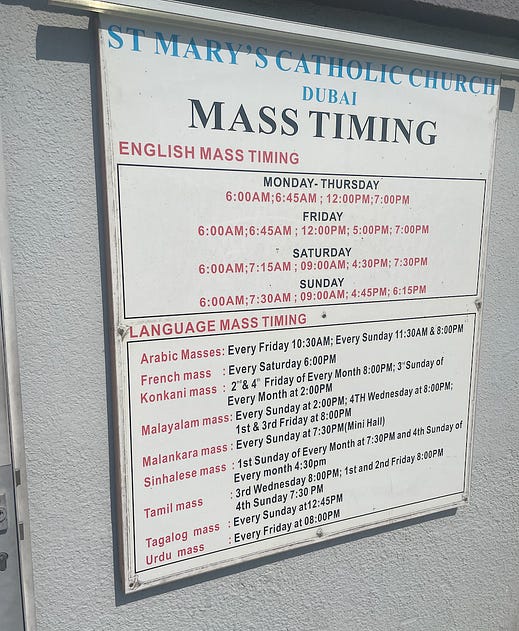 ST MARY'S CATHOLIC CHURCH
DUBAI
MASS TIMING
ENGLISH MASS TIMING
MONDAY- THURSDAY
6:00AM;6:45AM ; 12:00PM;7:00PM
FRIDAY
6:00AM;6:45AM ; 12:00PM; 5:00PM; 7:00PM
SATURDAY
6:00AM;7:15AM ; 09:00AM; 4:30PM; 7:30PM
SUNDAY
6:00AM;7:30AM ; 09:00AM; 4:45PM; 6:15PM
LANGUAGE MASS TIMING
Arabic Masses: Every Friday 10:30AM; Every Sunday 11:30AM & 8:00PM
French mass : Every Saturday 6:00PM
Konkani mass : 2nd & 4th Friday of Every Month 8:00PM; 3rd Sunday of
Every Month at 2:00PM
Malayalam mass: Every Sunday at 2:00PM; 4TH Wednesday at 8:00PM;
1st & 3rd Friday at 8:00PM
Malankara mass : Every Sunday at 7:30PM(Mini Hall)
Sinhalese mass : 1st Sunday of Every Month at 7:30PM and 4th Sunday of
Every month 4:30pm
Tamil mass : 3rd Wednesday 8:00PM; 1st and 2nd Friday 8:00PM
4th Sunday 7:30 PM
Tagalog mass : Every Sunday at12:45PM
Urdu mass : Every Friday at 08:00PM